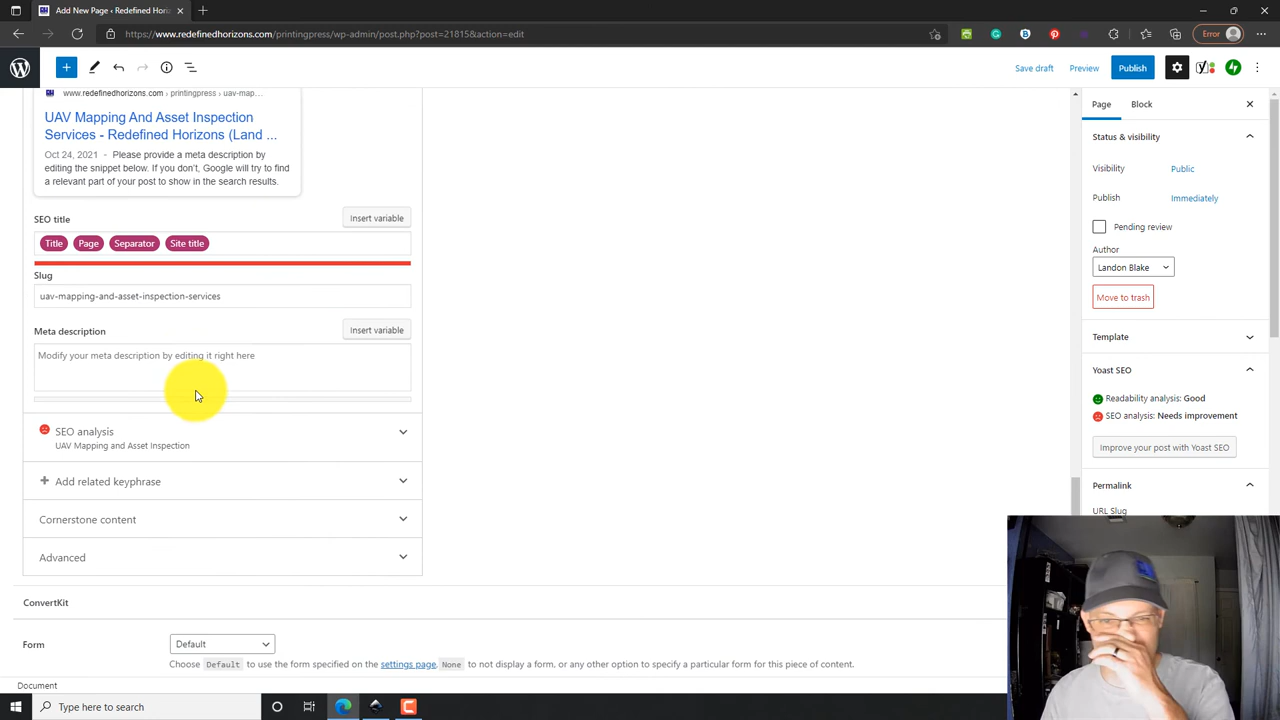 Add New Page < Redefined Horiz
https://www.redefinedhorizons.com/printingpress/wp-admin/post.php?post=21815&action=edit
Error
Save draft
Preview
Publish
www.redefinedhorizons.com › printingpress › uav-map…
UAV Mapping And Asset Inspection
Services - Redefined Horizons (Land ...
Oct 24, 2021 - Please provide a meta description by
editing the snippet below. If you don't, Google will try to find
a relevant part of your post to show in the search results.
SEO title
Insert variable
Title Page Separator Site title
Slug
uav-mapping-and-asset-inspection-services
Meta description
Insert variable
Modify your meta description by editing it right here
SEO analysis
UAV Mapping and Asset Inspection
Add related keyphrase
Cornerstone content
Advanced
ConvertKit
Form
Default
Choose Default to use the form specified on the settings page, None to not display a form, or any other option to specify a particular form for this piece of content.
Document
Page
Block
Status & visibility
Visibility
Public
Publish
Immediately
Pending review
Author
Landon Blake
Move to trash
Template
Yoast SEO
Readability analysis: Good
SEO analysis: Needs improvement
Improve your post with Yoast SEO
Permalink
URL Slug
Type here to search